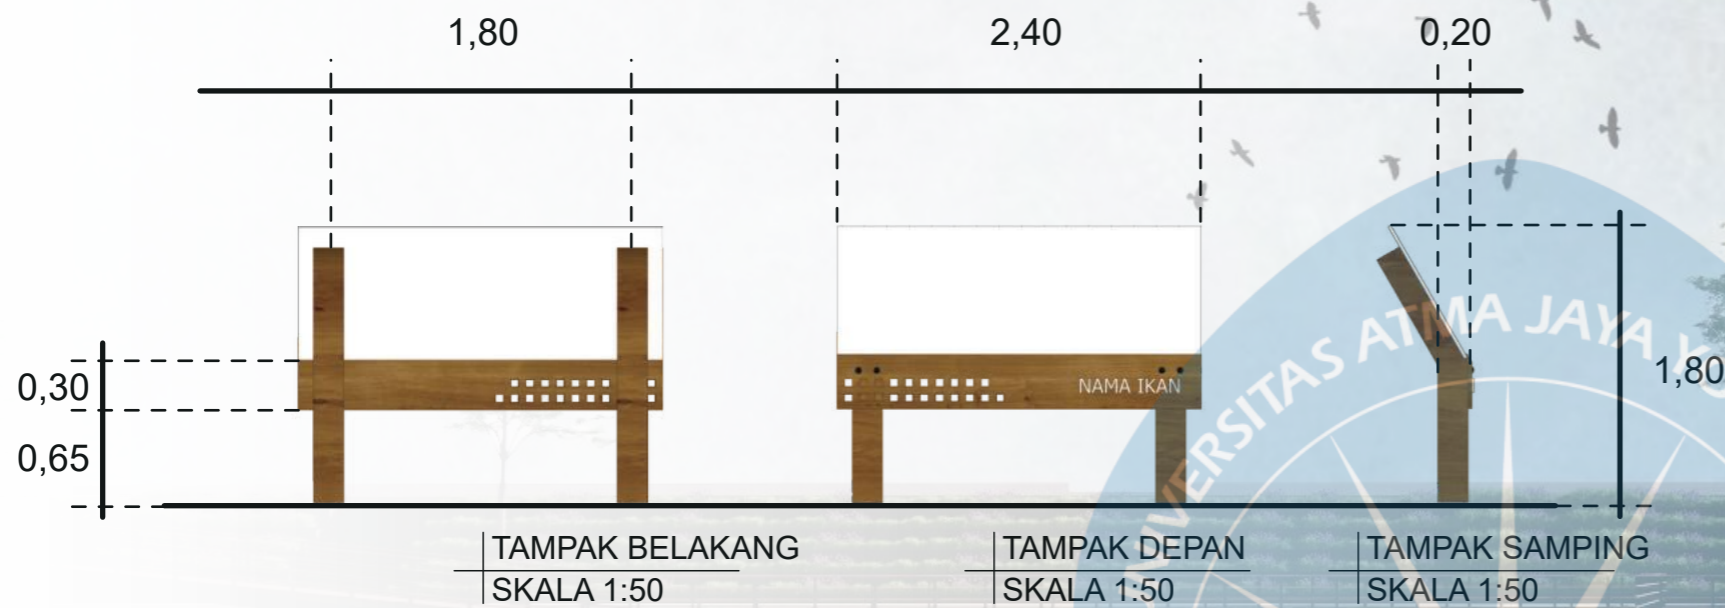 1,80
2,40
0,20
0,30
0,65
1,80
NAMA IKAN
UNIVERSITAS ATMA JAYA YO
TAMPAK BELAKANG
SKALA 1:50
TAMPAK DEPAN
SKALA 1:50
TAMPAK SAMPING
SKALA 1:50